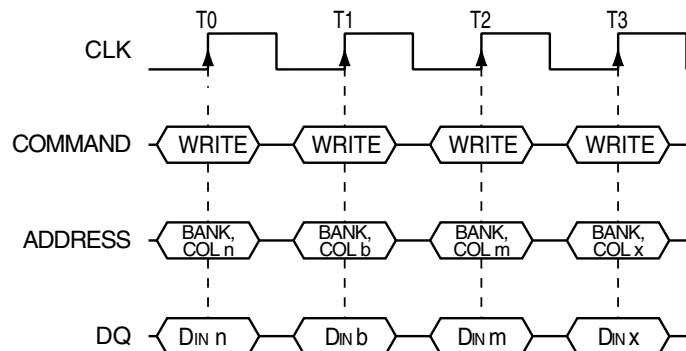 T0 T1 T2 T3
CLK
COMMAND WRITE WRITE WRITE WRITE
BANK, BANK, BANK, BANK,
ADDRESS
COL n COL b COL m COL x
DQ DIN n DIN b DIN m DIN x